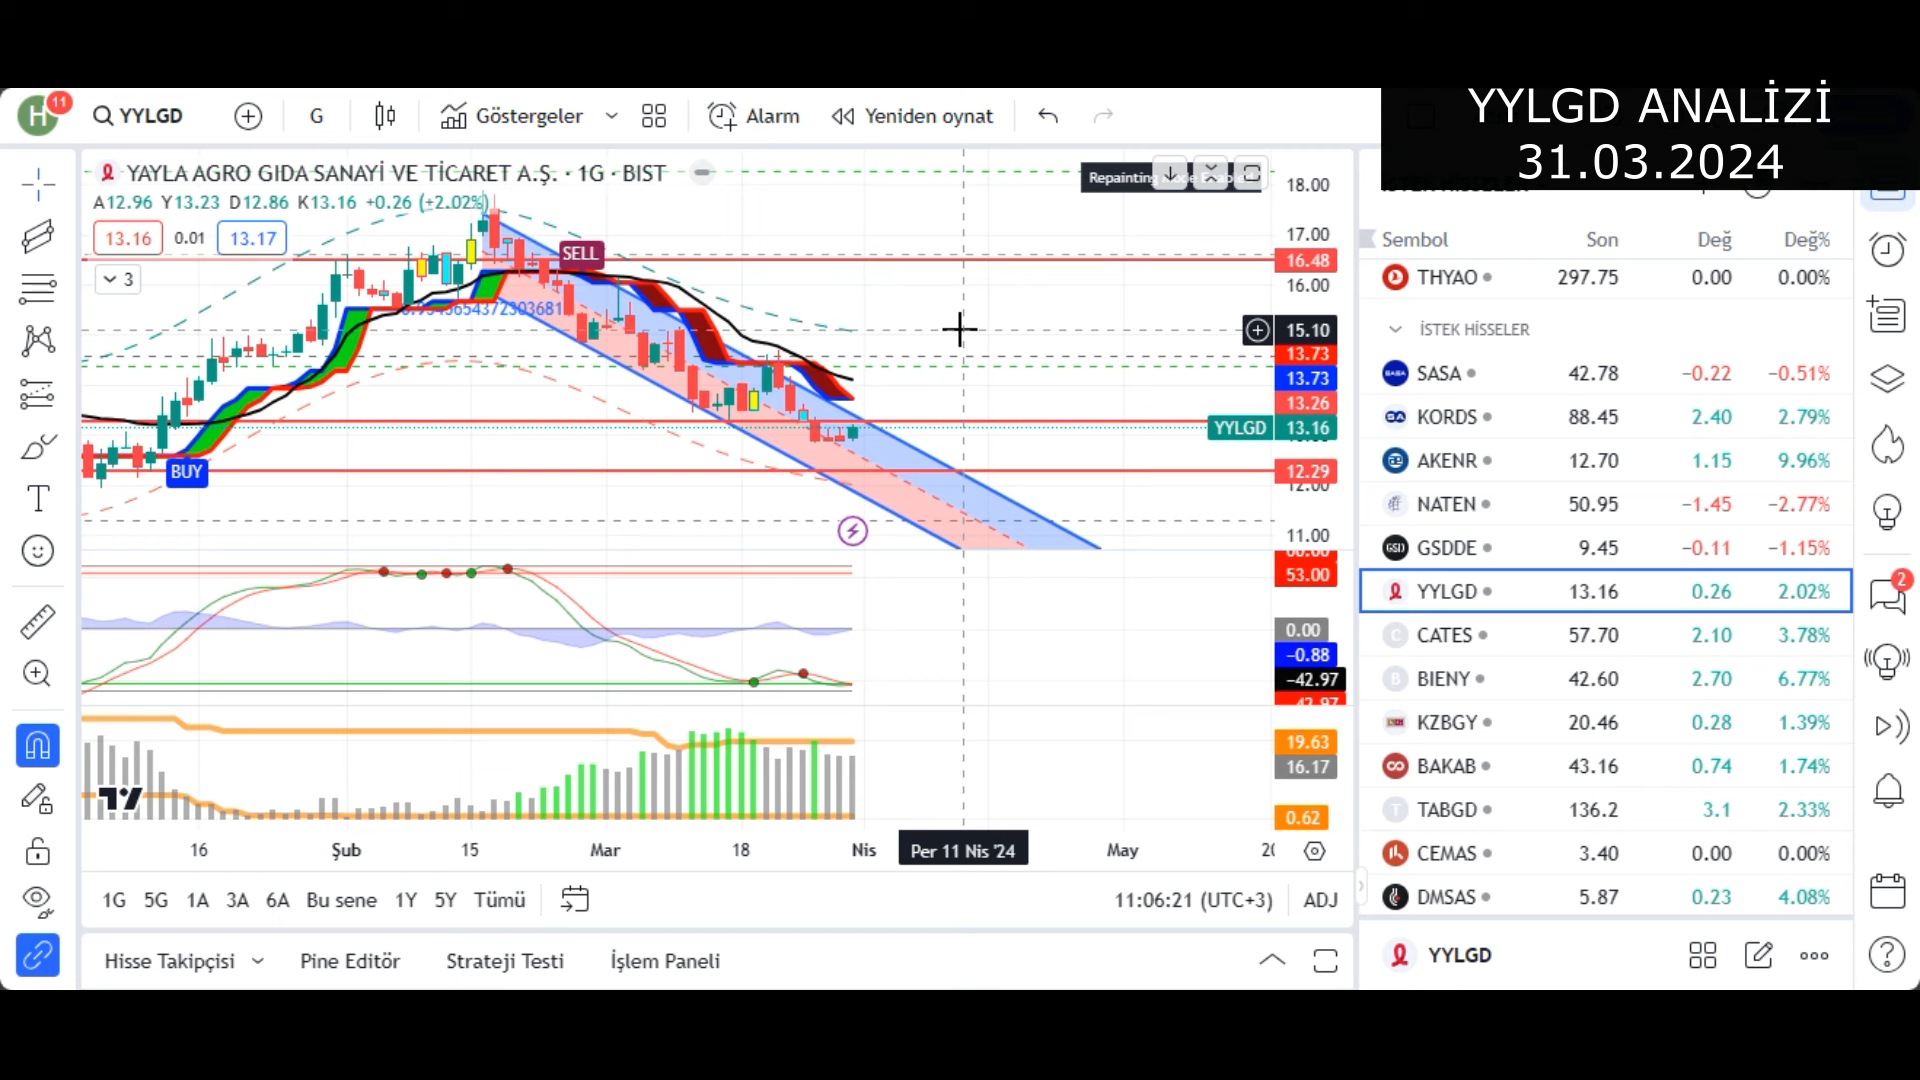 YYLGD ANALİZİ
31.03.2024
H 11
YYLGD
G
Göstergeler
Alarm
Yeniden oynat
YAYLA AGRO GIDA SANAYİ VE TİCARET A.Ş. · 1G · BIST
A12.96 Y13.23 D12.86 K13.16 +0.26 (+2.02%)
13.16 0.01 13.17
3
Repainting
SELL
BUY
18.00
17.00
16.48
16.00
15.10
13.73
13.73
13.26
YYLGD 13.16
12.29
12.00
11.00
53.00
0.00
−0.88
−42.97
−42.97
19.63
16.17
0.62
16 Şub 15 Mar 18 Nis Per 11 Nis '24 May
1G 5G 1A 3A 6A Bu sene 1Y 5Y Tümü
11:06:21 (UTC+3) ADJ
Hisse Takipçisi Pine Editör Strateji Testi İşlem Paneli
İSTEK HİSSELER
Sembol Son Değ Değ%
THYAO 297.75 0.00 0.00%
İSTEK HİSSELER
SASA 42.78 −0.22 −0.51%
KORDS 88.45 2.40 2.79%
AKENR 12.70 1.15 9.96%
NATEN 50.95 −1.45 −2.77%
GSDDE 9.45 −0.11 −1.15%
YYLGD 13.16 0.26 2.02%
CATES 57.70 2.10 3.78%
BIENY 42.60 2.70 6.77%
KZBGY 20.46 0.28 1.39%
BAKAB 43.16 0.74 1.74%
TABGD 136.2 3.1 2.33%
CEMAS 3.40 0.00 0.00%
DMSAS 5.87 0.23 4.08%
YYLGD
2